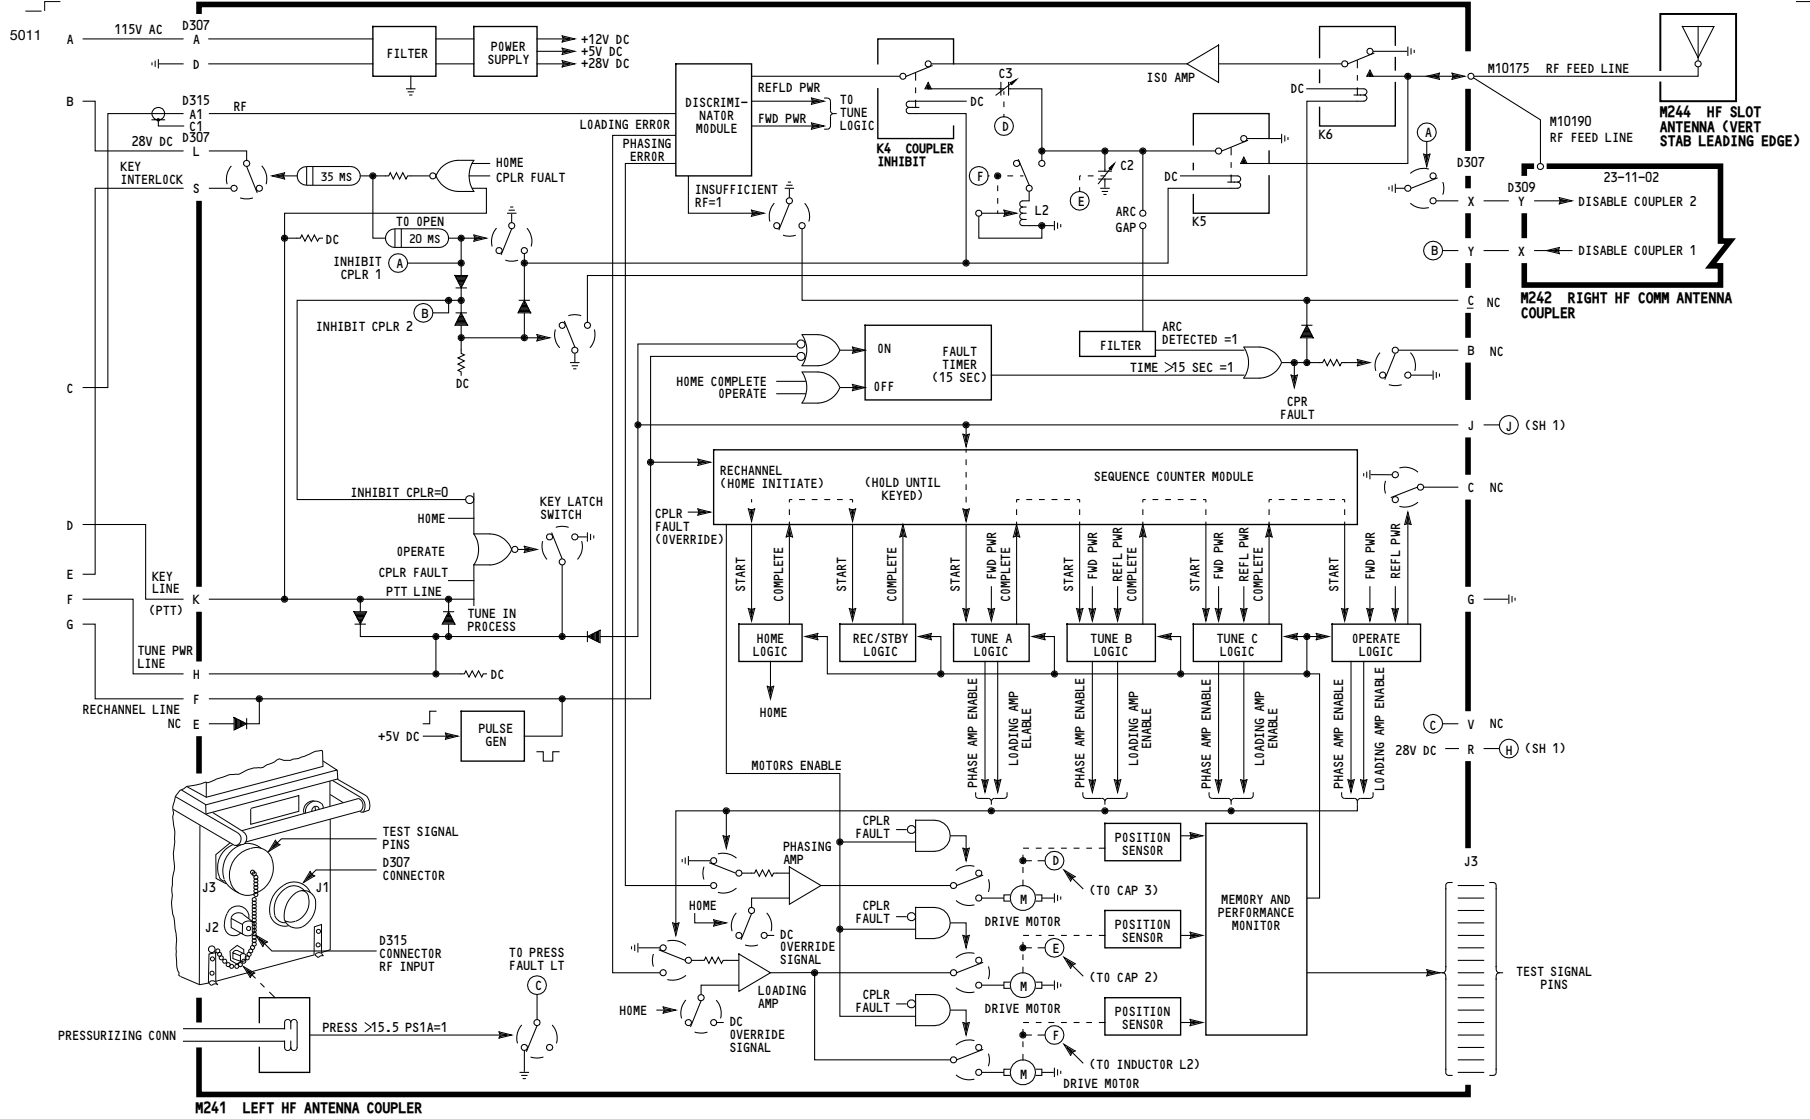 5011
A
115V AC
D307
A
D
FILTER
POWER
SUPPLY
+12V DC
+5V DC
+28V DC
B
D315
A1
C1
RF
D307
28V DC
L
KEY
INTERLOCK
S
35 MS
HOME
CPLR FUALT
TO OPEN
20 MS
DC
INHIBIT
CPLR 1
A
B
INHIBIT CPLR 2
DC
LOADING ERROR
PHASING
ERROR
DISCRIMI-
NATOR
MODULE
REFLD PWR
FWD PWR
TO
TUNE
LOGIC
INSUFFICIENT
RF=1
DC
K4 COUPLER
INHIBIT
C3
D
F
L2
C2
E
ARC
GAP
ISO AMP
DC
K5
DC
K6
M10175 RF FEED LINE
M244 HF SLOT
ANTENNA (VERT
STAB LEADING EDGE)
M10190
RF FEED LINE
A
D307
D309
23-11-02
X
Y
DISABLE COUPLER 2
B
Y
X
DISABLE COUPLER 1
M242 RIGHT HF COMM ANTENNA
COUPLER
C NC
B NC
ON
OFF
FAULT
TIMER
(15 SEC)
HOME COMPLETE
OPERATE
FILTER
ARC
DETECTED =1
TIME >15 SEC =1
CPR
FAULT
C
J
J
(SH 1)
RECHANNEL
(HOME INITIATE)
(HOLD UNTIL
KEYED)
SEQUENCE COUNTER MODULE
CPLR
FAULT
(OVERRIDE)
C NC
INHIBIT CPLR=0
HOME
OPERATE
CPLR FAULT
PTT LINE
KEY LATCH
SWITCH
TUNE IN
PROCESS
D
E
F
G
KEY
LINE
(PTT)
K
TUNE PWR
LINE
H
DC
F
RECHANNEL LINE
NC E
+5V DC
PULSE
GEN
START
COMPLETE
START
COMPLETE
START
FWD PWR
COMPLETE
START
FWD PWR
REFL PWR
COMPLETE
START
FWD PWR
REFL PWR
COMPLETE
START
FWD PWR
REFL PWR
G
HOME
LOGIC
REC/STBY
LOGIC
TUNE A
LOGIC
TUNE B
LOGIC
TUNE C
LOGIC
OPERATE
LOGIC
HOME
PHASE AMP ENABLE
LOADING AMP
ELABLE
PHASE AMP ENABLE
LOADING AMP
ENABLE
PHASE AMP ENABLE
LOADING AMP
ENABLE
PHASE AMP ENABLE
LOADING AMP ENABLE
C
V NC
28V DC
R
H
(SH 1)
MOTORS ENABLE
TEST SIGNAL
PINS
D307
CONNECTOR
J3
J1
J2
D315
CONNECTOR
RF INPUT
PRESSURIZING CONN
PRESS >15.5 PS1A=1
TO PRESS
FAULT LT
C
PHASING
AMP
HOME
DC
OVERRIDE
SIGNAL
LOADING
AMP
HOME
DC
OVERRIDE
SIGNAL
CPLR
FAULT
CPLR
FAULT
CPLR
FAULT
D
(TO CAP 3)
M
DRIVE MOTOR
E
(TO CAP 2)
M
DRIVE MOTOR
F
(TO INDUCTOR L2)
M
DRIVE MOTOR
POSITION
SENSOR
POSITION
SENSOR
POSITION
SENSOR
MEMORY AND
PERFORMANCE
MONITOR
J3
TEST SIGNAL
PINS
M241 LEFT HF ANTENNA COUPLER